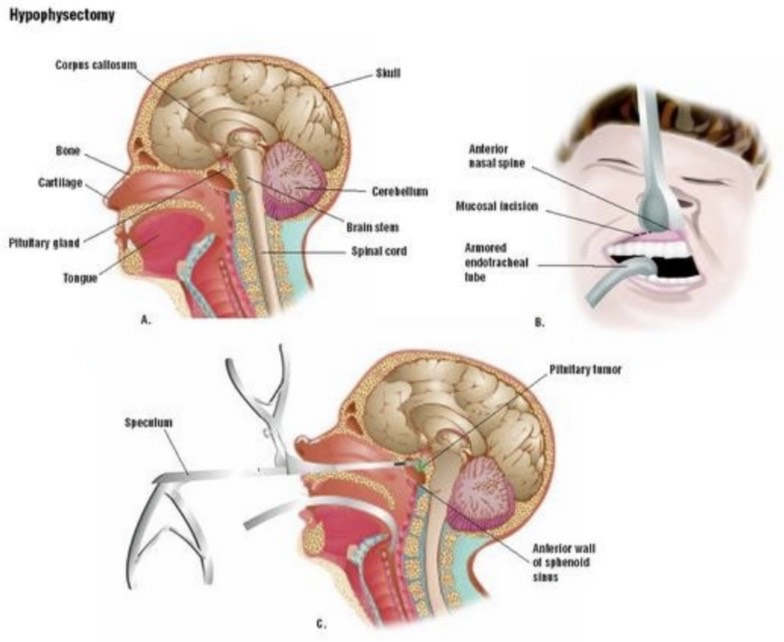 Hypophysectomy
Corpus callosum
Skull
Bone
Cartilage
Pituitary gland
Tongue
Cerebellum
Brain stem
Spinal cord
A.
Anterior
nasal spine
Mucosal incision
Armored
endotracheal
tube
B.
Speculum
Pituitary tumor
Anterior wall
of sphenoid
sinus
C.